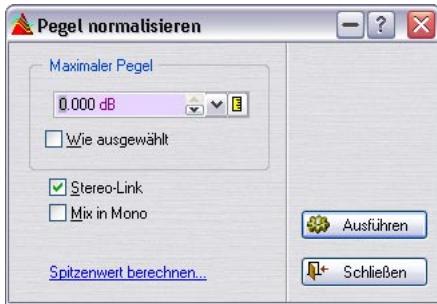 Pegel normalisieren
?
Maximaler Pegel
0.000 dB
Wie ausgewählt
Stereo-Link
Mix in Mono
Ausführen
Spitzenwert berechnen...
Schließen